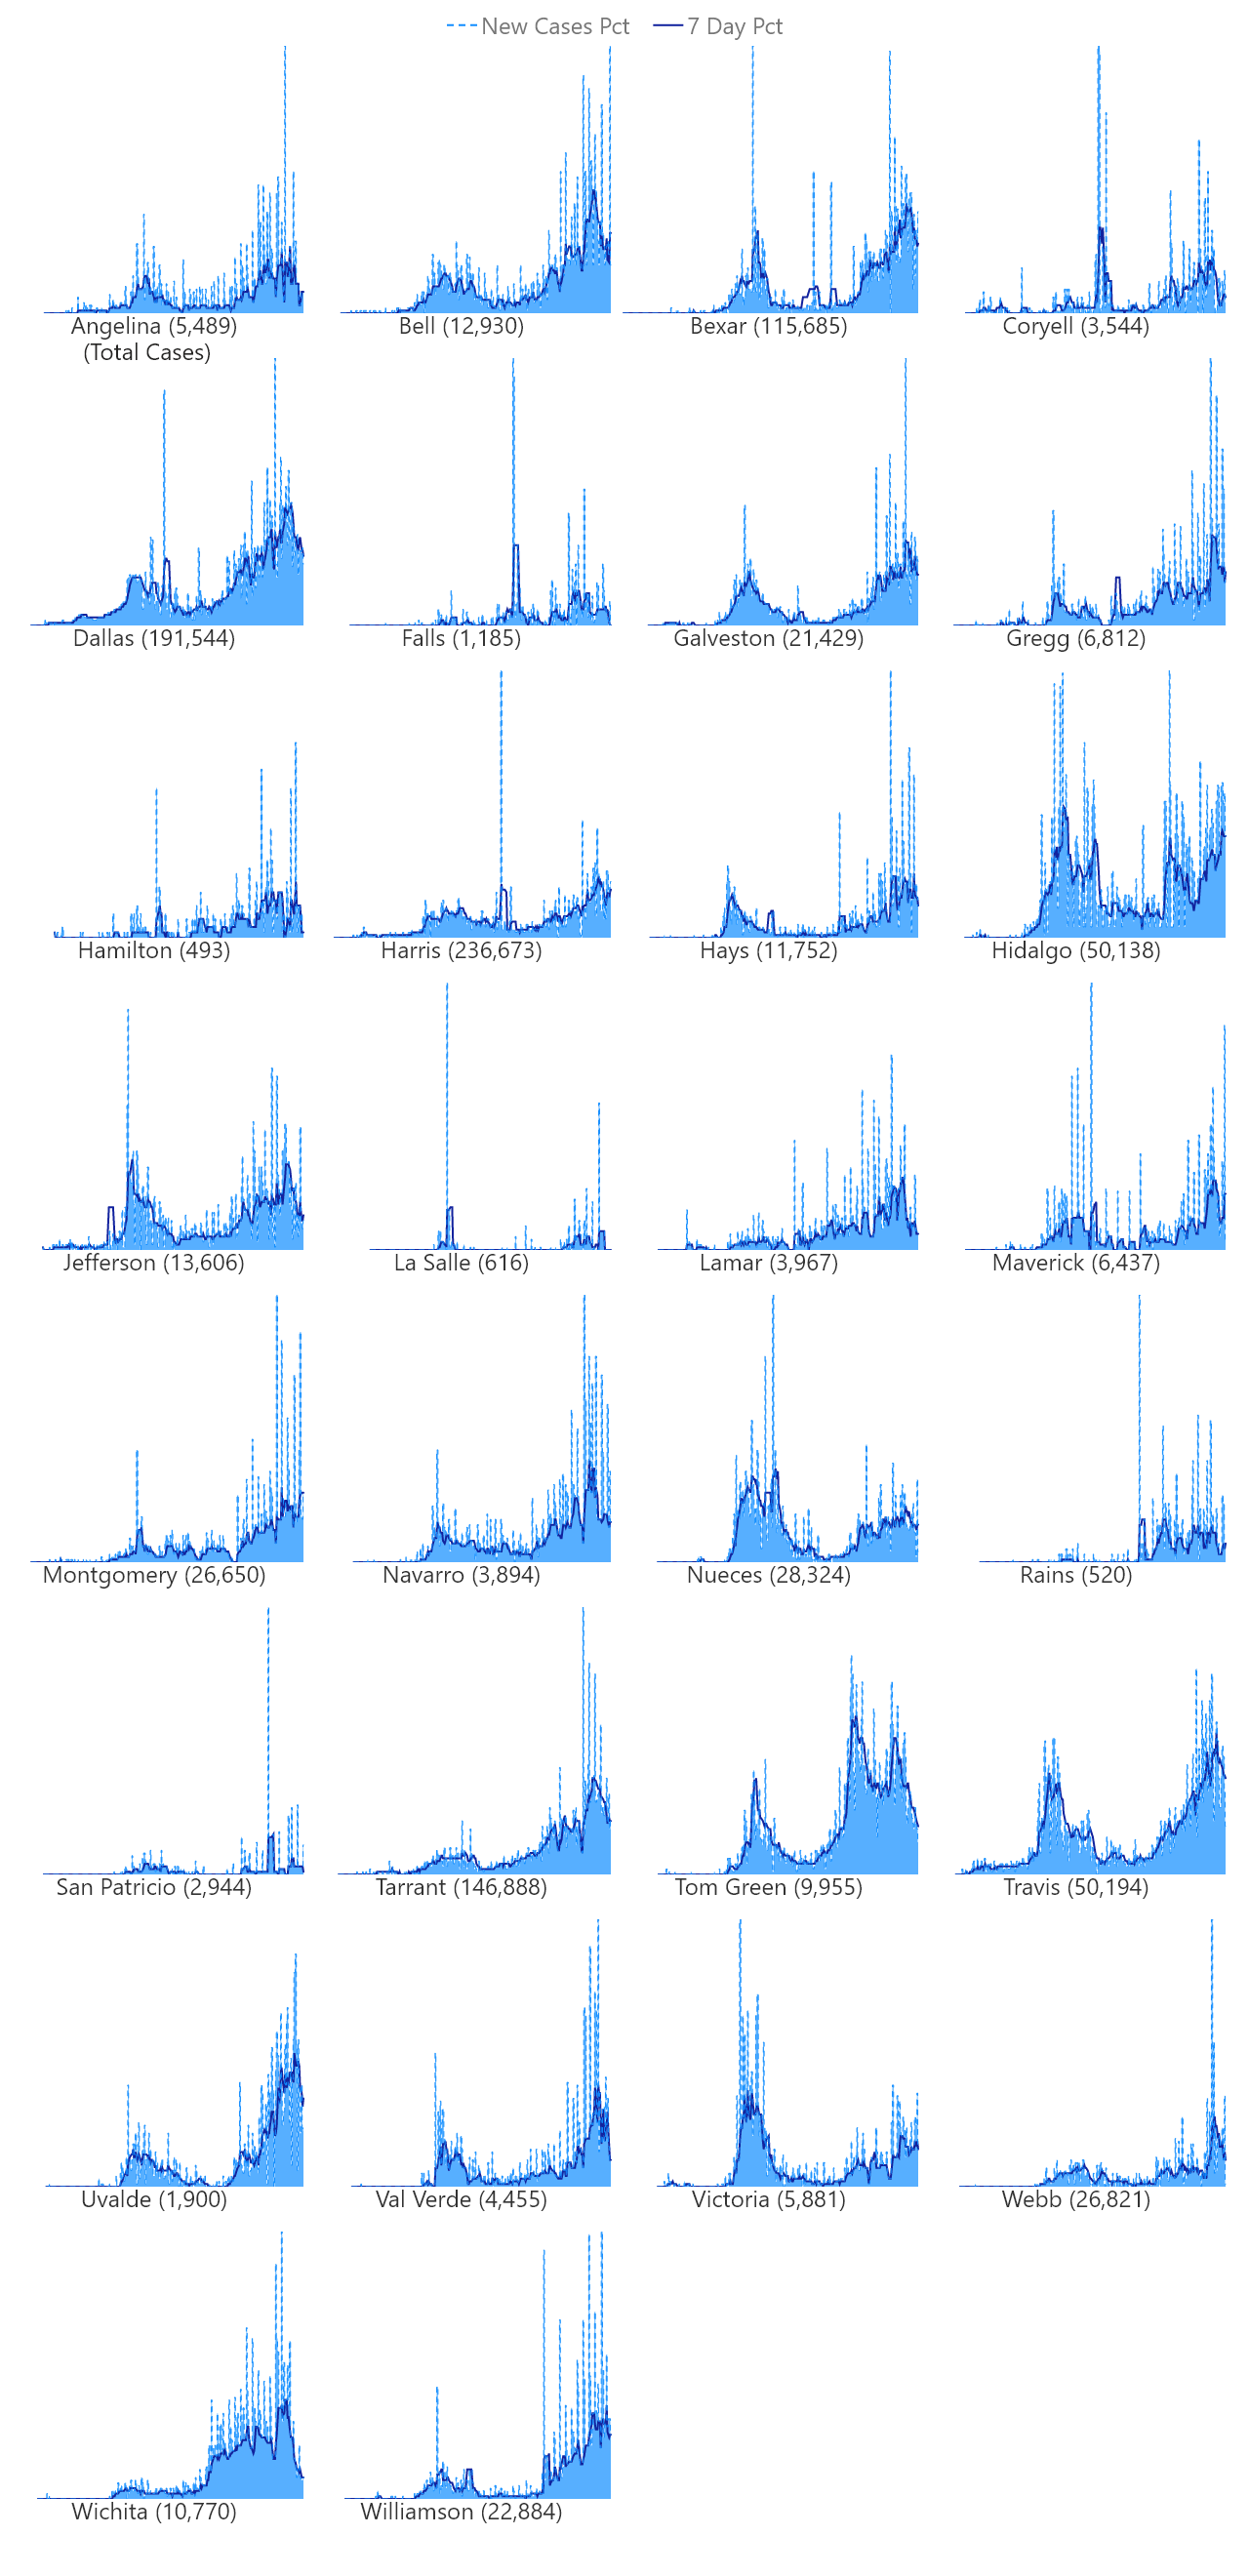 New Cases Pct 7 Day Pct
Angelina (5,489) Bell (12,930) Bexar (115,685) Coryell (3,544)
(Total Cases)
Dallas (191,544) Falls (1,185) Galveston (21,429) Gregg (6,812)
Hamilton (493) Harris (236,673) Hays (11,752) Hidalgo (50,138)
Jefferson (13,606) La Salle (616) Lamar (3,967) Maverick (6,437)
Montgomery (26,650) Navarro (3,894) Nueces (28,324) Rains (520)
San Patricio (2,944) Tarrant (146,888) Tom Green (9,955) Travis (50,194)
Uvalde (1,900) Val Verde (4,455) Victoria (5,881) Webb (26,821)
Wichita (10,770) Williamson (22,884)